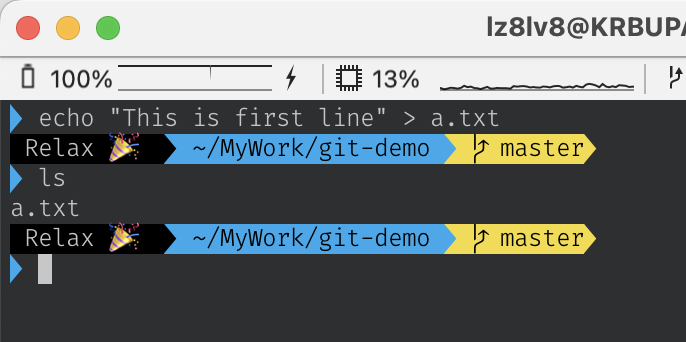 lz8lv8@KRBUPA
100% 13%
echo "This is first line" > a.txt
Relax ~/MyWork/git-demo master
ls
a.txt
Relax ~/MyWork/git-demo master